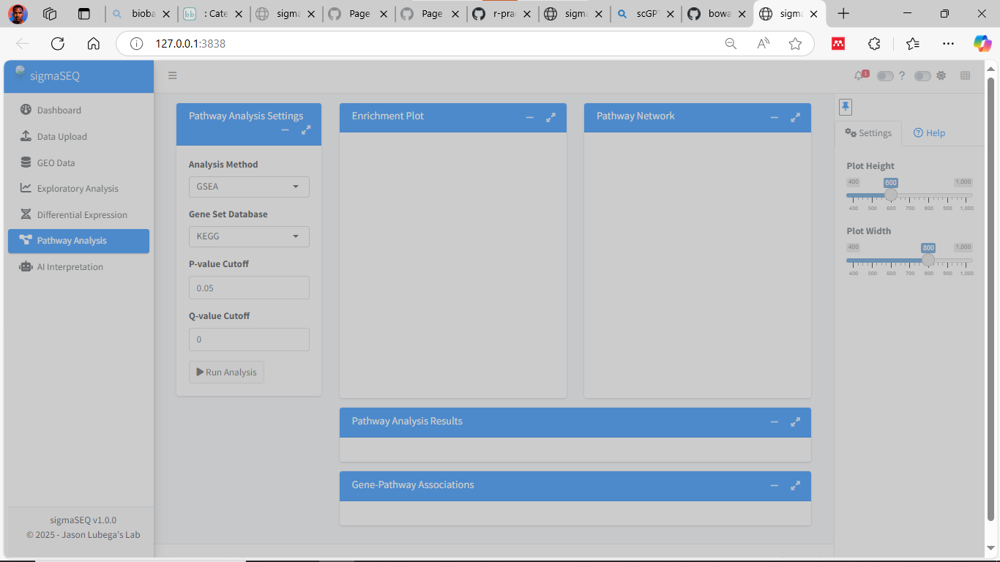 bioba
: Cate
sigma
Page
Page
r-prac
sigma
scGPT
bowa
sigma
127.0.0.1:3838
sigmaSEQ
1
?
Dashboard
Data Upload
GEO Data
Exploratory Analysis
Differential Expression
Pathway Analysis
AI Interpretation
sigmaSEQ v1.0.0
© 2025 - Jason Lubega's Lab
Pathway Analysis Settings
Analysis Method
GSEA
Gene Set Database
KEGG
P-value Cutoff
0.05
Q-value Cutoff
0
Run Analysis
Enrichment Plot
Pathway Network
Pathway Analysis Results
Gene-Pathway Associations
Settings
Help
Plot Height
400 600 1,000
400 500 600 700 800 900 1,000
Plot Width
400 800 1,000
400 500 600 700 800 900 1,000